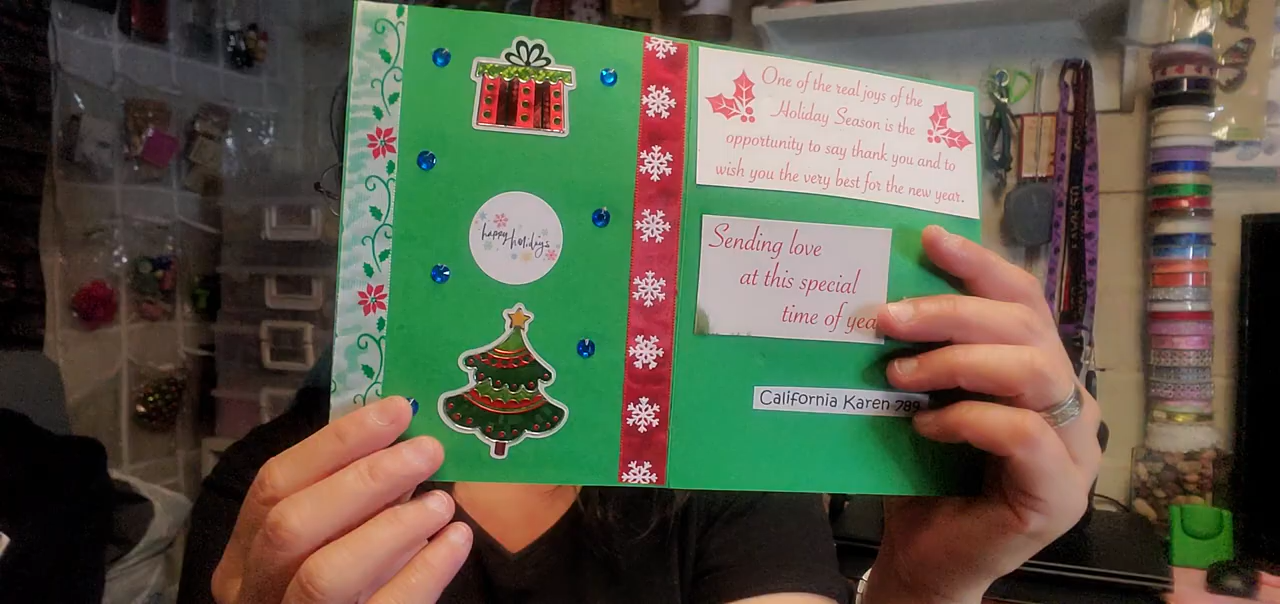 happy holidays
One of the real joys of the
Holiday Season is the
opportunity to say thank you and to
wish you the very best for the new year.
Sending love
at this special
time of year
California Karen 789